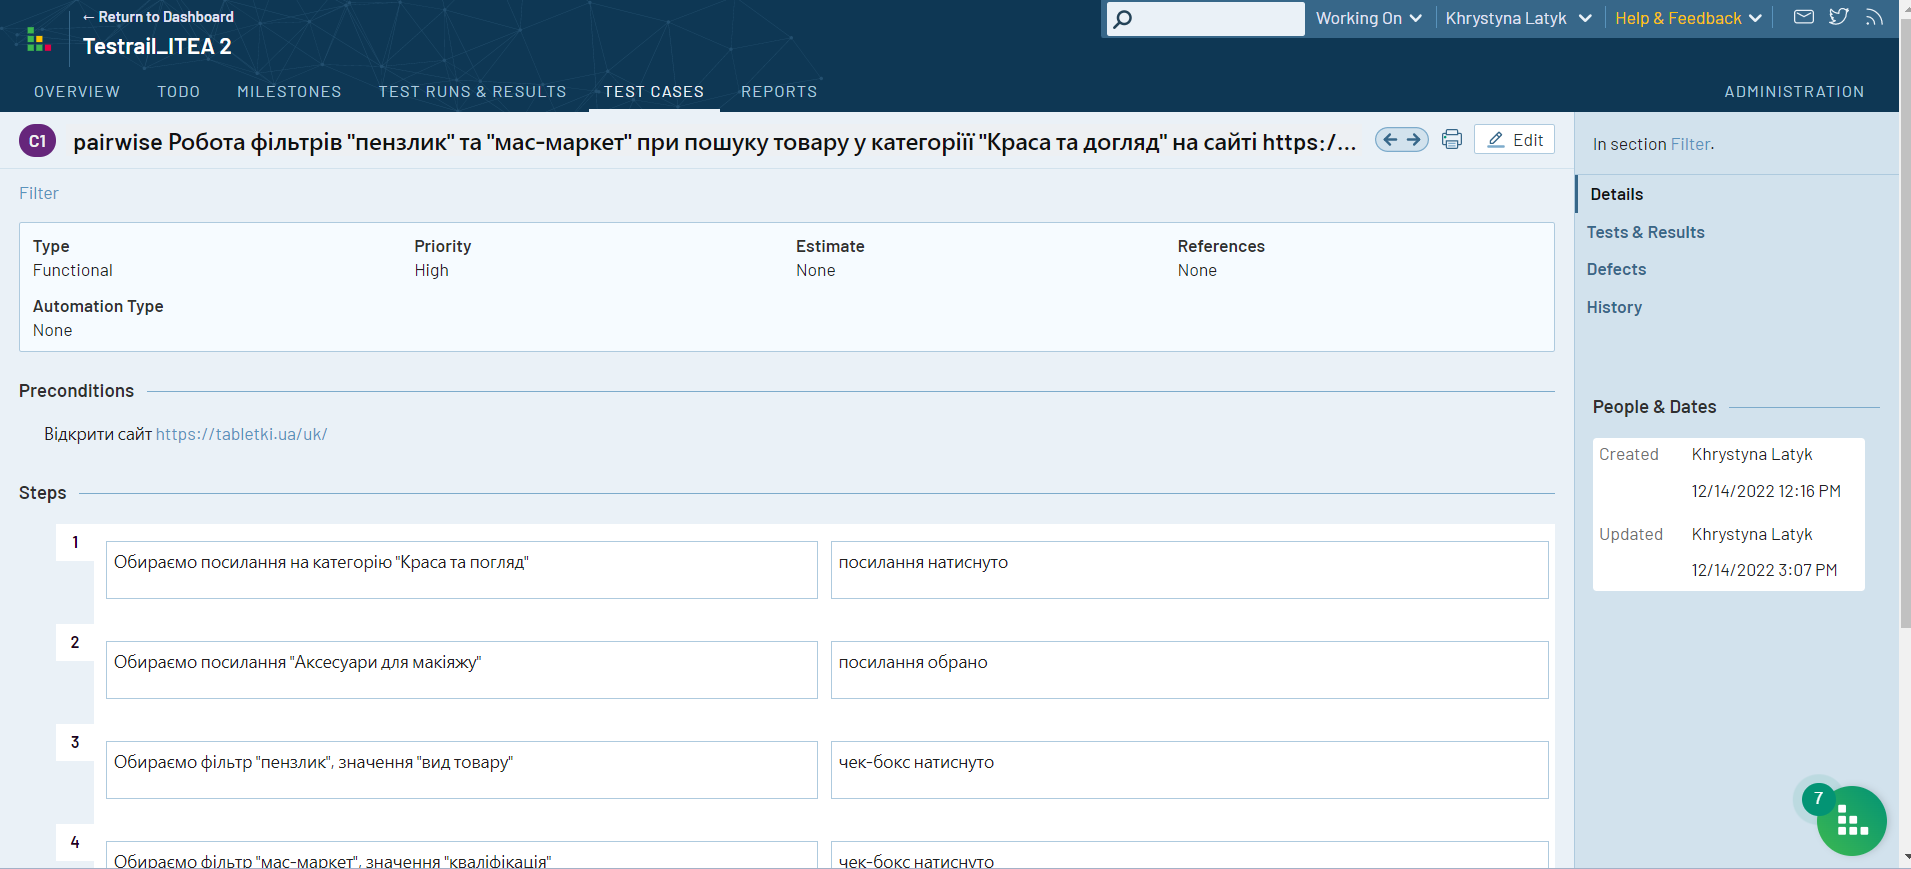 ← Return to Dashboard
Testrail_ITEA 2
Working On
Khrystyna Latyk
Help & Feedback
OVERVIEW
TODO
MILESTONES
TEST RUNS & RESULTS
TEST CASES
REPORTS
ADMINISTRATION
C1
pairwise Робота фільтрів "пензлик" та "мас-маркет" при пошуку товару у категоріїї "Краса та догляд" на сайті https:/...
Edit
In section Filter.
Filter
Details
Tests & Results
Defects
History
Type
Functional
Priority
High
Estimate
None
References
None
Automation Type
None
Preconditions
Відкрити сайт https://tabletki.ua/uk/
People & Dates
Created Khrystyna Latyk
12/14/2022 12:16 PM
Updated Khrystyna Latyk
12/14/2022 3:07 PM
Steps
1
Обираємо посилання на категорію "Краса та погляд"
посилання натиснуто
2
Обираємо посилання "Аксесуари для макіяжу"
посилання обрано
3
Обираємо фільтр "пензлик", значення "вид товару"
чек-бокс натиснуто
4
Обираємо фільтр "мас-маркет", значення "кваліфікація"
чек-бокс натиснуто
7